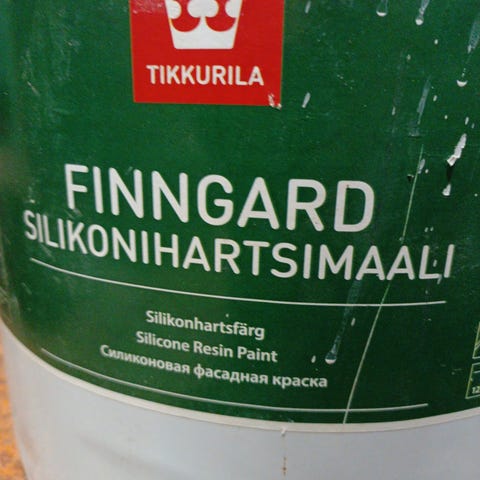 TIKKURILA
FINNGARD
SILIKONIHARTSIMAALI
Silikonhartsfärg
Silicone Resin Paint
Силиконовая фасадная краска